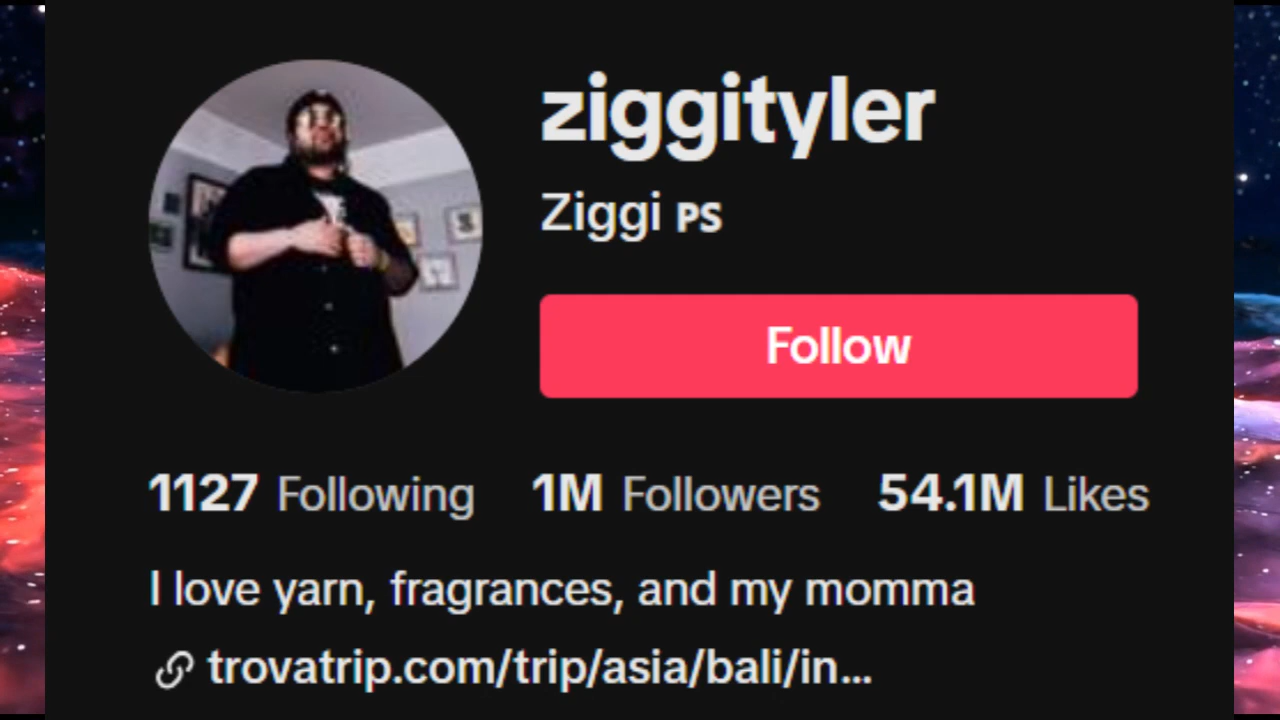 ziggityler
Ziggi PS
Follow
1127 Following 1M Followers 54.1M Likes
I love yarn, fragrances, and my momma
trovatrip.com/trip/asia/bali/in...